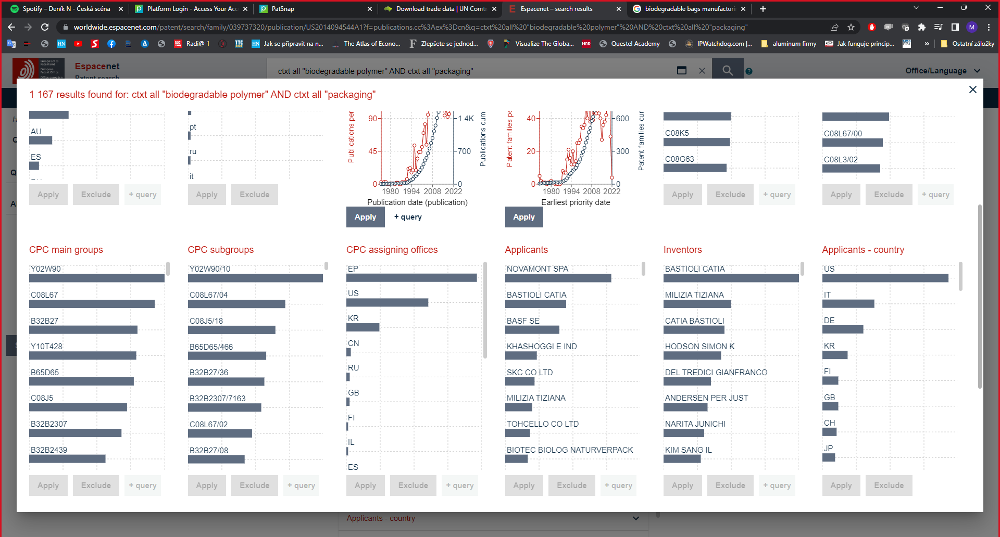 Spotify – Deník N - Česká scéna
Platform Login - Access Your Acc
PatSnap
Download trade data | UN Comtr
Espacenet – search results
biodegradable bags manufacturin
worldwide.espacenet.com/patent/search/family/039737320/publication/US2014094544A1?f=publications.cc%3Aex%3Dcn&q=ctxt%20all%20"biodegradable%20polymer"%20AND%20ctxt%20all%20"packaging"
M
HN
Radi@ 1
TTC
HN Jak se připravit na n...
The Atlas of Econo...
Zlepšete se jednod...
Visualize The Globa...
HBR
Questel Academy
IPWatchdog.com |...
aluminum firmy
Jak funguje princip...
»
Ostatní záložky
Europäisches Patentamt
European Patent Office
Espacenet
Patent search
ctxt all "biodegradable polymer" AND ctxt all "packaging"
Office/Language
1 167 results found for: ctxt all "biodegradable polymer" AND ctxt all "packaging"
AU
ES
Apply Exclude + query
pt
ru
it
Apply Exclude
Publications per
90
45
0
1.4K
700
0
Publications cum
1980 1994 2008 2022
Publication date (publication)
Apply + query
Patent families pe
40
20
0
600
300
0
Patent families cur
1980 1994 2008 2022
Earliest priority date
Apply
C08K5
C08G63
Apply Exclude + query
C08L67/00
C08L3/02
Apply Exclude + query
CPC main groups
Y02W90
C08L67
B32B27
Y10T428
B65D65
C08J5
B32B2307
B32B2439
Apply Exclude + query
CPC subgroups
Y02W90/10
C08L67/04
C08J5/18
B65D65/466
B32B27/36
B32B2307/7163
C08L67/02
B32B27/08
Apply Exclude + query
CPC assigning offices
EP
US
KR
CN
RU
GB
FI
IL
ES
Apply Exclude + query
Applicants
NOVAMONT SPA
BASTIOLI CATIA
BASF SE
KHASHOGGI E IND
SKC CO LTD
MILIZIA TIZIANA
TOHCELLO CO LTD
BIOTEC BIOLOG NATURVERPACK
Apply Exclude + query
Inventors
BASTIOLI CATIA
MILIZIA TIZIANA
CATIA BASTIOLI
HODSON SIMON K
DEL TREDICI GIANFRANCO
ANDERSEN PER JUST
NARITA JUNICHI
KIM SANG IL
Apply Exclude + query
Applicants - country
US
IT
DE
KR
FI
GB
CH
JP
Apply Exclude
Applicants - country